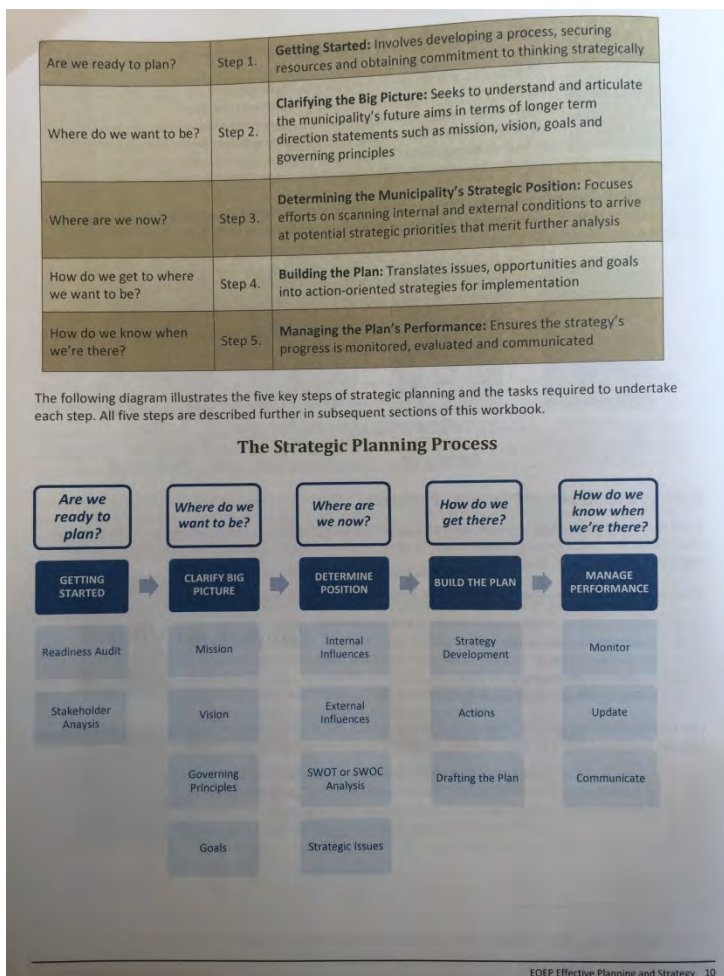 Are we ready to plan?
Step 1.
Getting Started: Involves developing a process, securing
resources and obtaining commitment to thinking strategically
Where do we want to be?
Step 2.
Clarifying the Big Picture: Seeks to understand and articulate
the municipality's future aims in terms of longer term
direction statements such as mission, vision, goals and
governing principles
Where are we now?
Step 3.
Determining the Municipality's Strategic Position: Focuses
efforts on scanning internal and external conditions to arrive
at potential strategic priorities that merit further analysis
How do we get to where
we want to be?
Step 4.
Building the Plan: Translates issues, opportunities and goals
into action-oriented strategies for implementation
How do we know when
we're there?
Step 5.
Managing the Plan's Performance: Ensures the strategy's
progress is monitored, evaluated and communicated
The following diagram illustrates the five key steps of strategic planning and the tasks required to undertake
each step. All five steps are described further in subsequent sections of this workbook.
The Strategic Planning Process
Are we
ready to
plan?
Where do we
want to be?
Where are
we now?
How do we
get there?
How do we
know when
we're there?
GETTING
STARTED
CLARIFY BIG
PICTURE
DETERMINE
POSITION
BUILD THE PLAN
MANAGE
PERFORMANCE
Readiness Audit
Mission
Internal
Influences
Strategy
Development
Monitor
Stakeholder
Anaysis
Vision
External
Influences
Actions
Update
Governing
Principles
SWOT or SWOC
Analysis
Drafting the Plan
Communicate
Goals
Strategic Issues
EOEP Effective Planning and Strategy 10